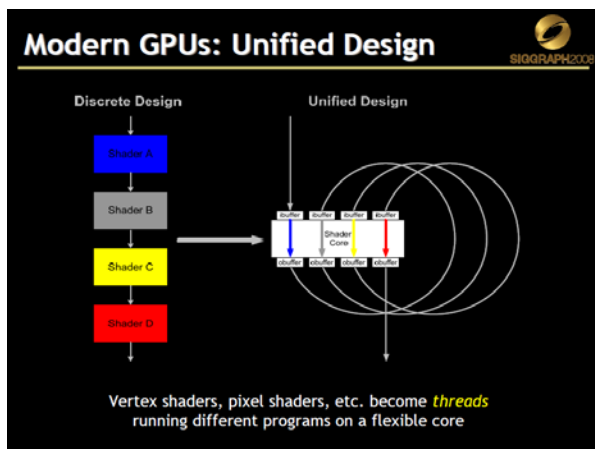 Modern GPUs: Unified Design
SIGGRAPH2008
Discrete Design
Unified Design
Shader A
Shader B
Shader C
Shader D
ibuffer ibuffer ibuffer ibuffer
Shader
Core
obuffer obuffer obuffer obuffer
Vertex shaders, pixel shaders, etc. become threads
running different programs on a flexible core